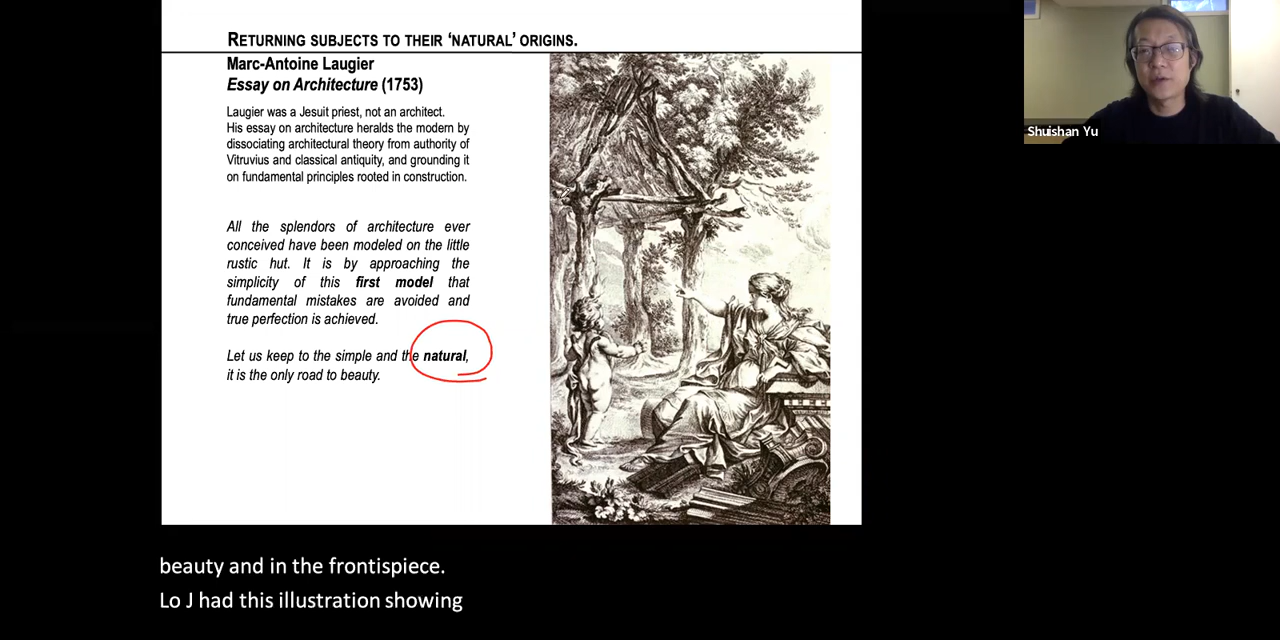 RETURNING SUBJECTS TO THEIR ‘NATURAL’ ORIGINS.
Marc-Antoine Laugier
Essay on Architecture (1753)
Laugier was a Jesuit priest, not an architect.
His essay on architecture heralds the modern by
dissociating architectural theory from authority of
Vitruvius and classical antiquity, and grounding it
on fundamental principles rooted in construction.
All the splendors of architecture ever
conceived have been modeled on the little
rustic hut. It is by approaching the
simplicity of this first model that
fundamental mistakes are avoided and
true perfection is achieved.
Let us keep to the simple and the natural,
it is the only road to beauty.
Shuishan Yu
beauty and in the frontispiece.
Lo J had this illustration showing